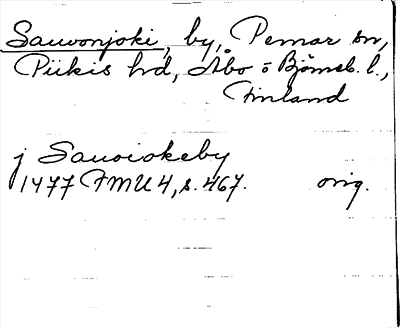 Sauvonjoki, by, Pemar sn,
Piikis hd, Åbo o Björneb. l.,
Finland
j Sauoiokeby
1477 FMU 4, s. 467. orig.